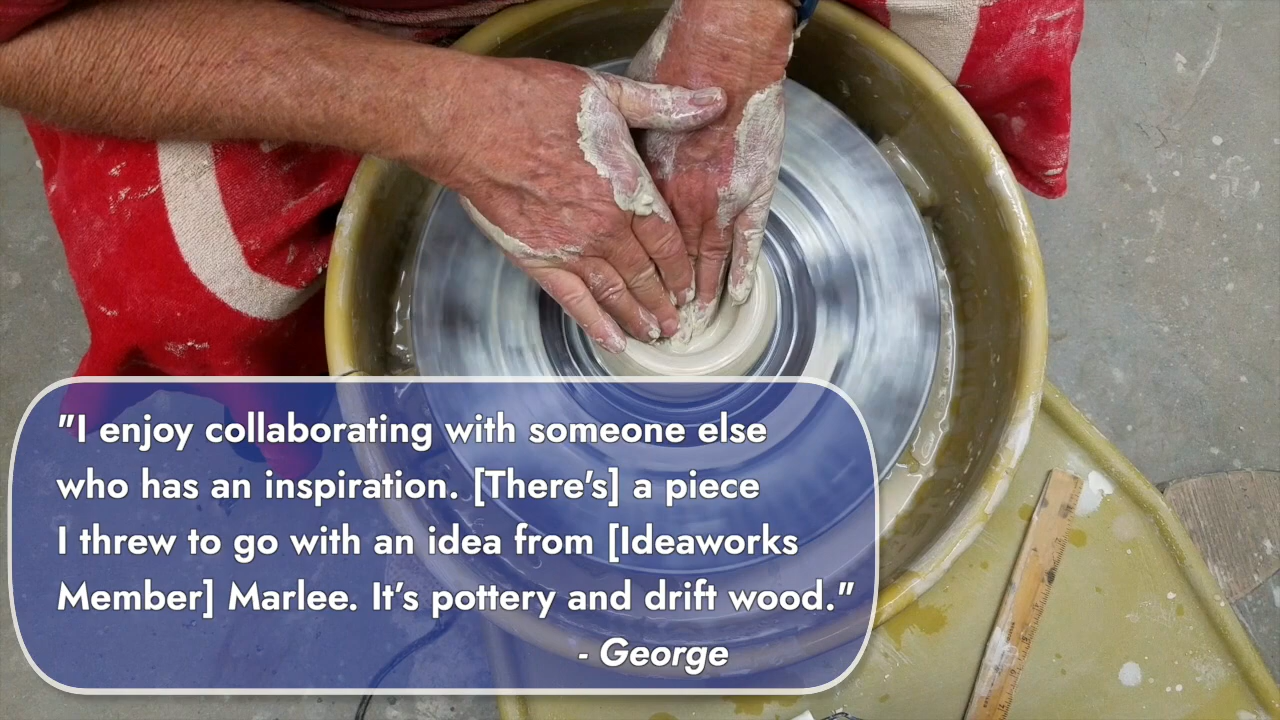 "I enjoy collaborating with someone else
who has an inspiration. [There's] a piece
I threw to go with an idea from [Ideaworks
Member] Marlee. It's pottery and drift wood."
- George